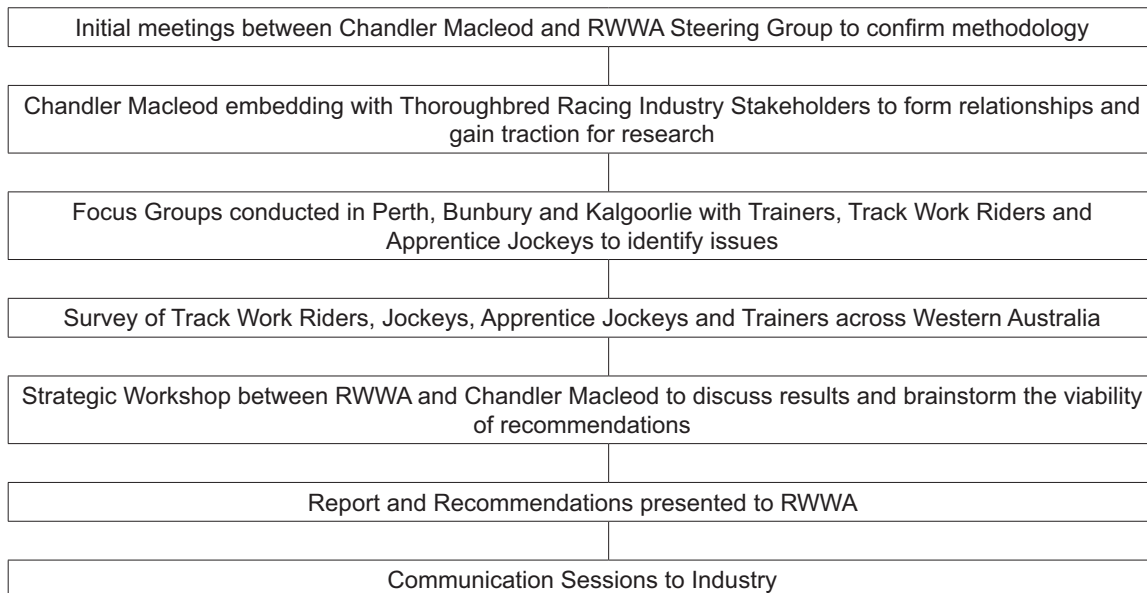 Initial meetings between Chandler Macleod and RWWA Steering Group to confirm methodology
Chandler Macleod embedding with Thoroughbred Racing Industry Stakeholders to form relationships and
gain traction for research
Focus Groups conducted in Perth, Bunbury and Kalgoorlie with Trainers, Track Work Riders and
Apprentice Jockeys to identify issues
Survey of Track Work Riders, Jockeys, Apprentice Jockeys and Trainers across Western Australia
Strategic Workshop between RWWA and Chandler Macleod to discuss results and brainstorm the viability
of recommendations
Report and Recommendations presented to RWWA
Communication Sessions to Industry